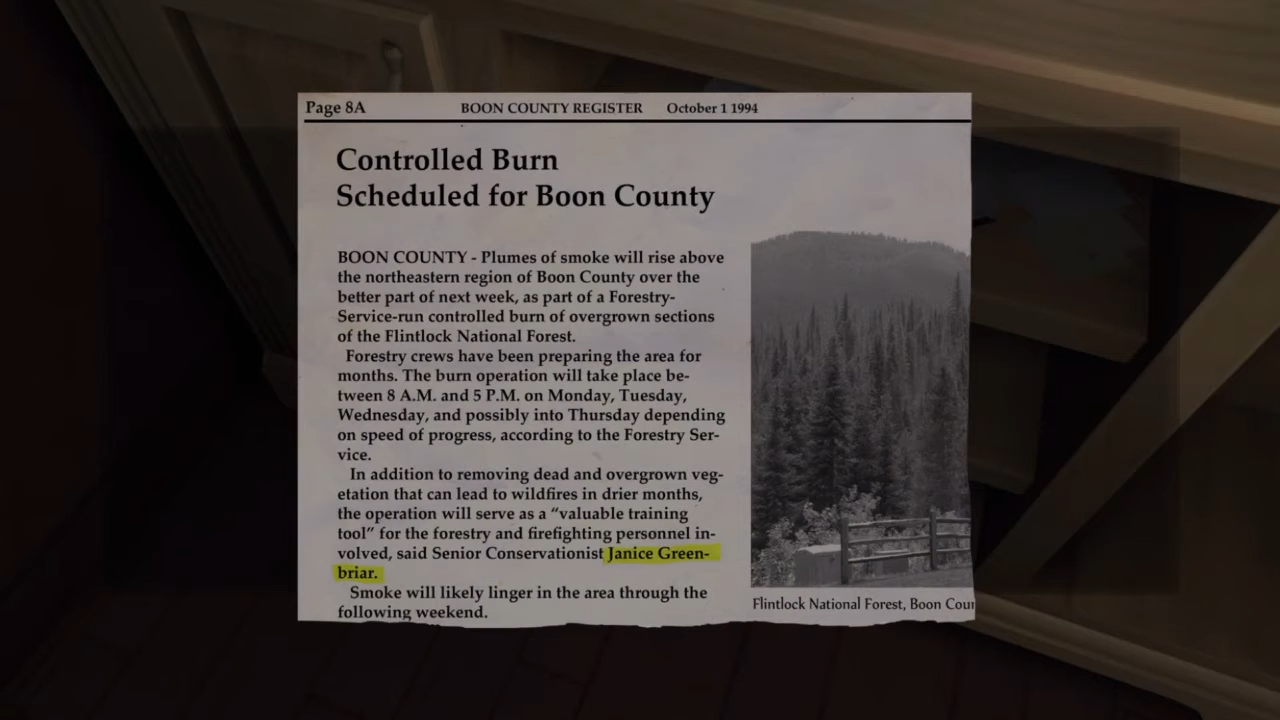 Page 8A BOON COUNTY REGISTER October 1 1994
Controlled Burn
Scheduled for Boon County
BOON COUNTY - Plumes of smoke will rise above
the northeastern region of Boon County over the
better part of next week, as part of a Forestry-
Service-run controlled burn of overgrown sections
of the Flintlock National Forest.
Forestry crews have been preparing the area for
months. The burn operation will take place be-
tween 8 A.M. and 5 P.M. on Monday, Tuesday,
Wednesday, and possibly into Thursday depending
on speed of progress, according to the Forestry Ser-
vice.
In addition to removing dead and overgrown veg-
etation that can lead to wildfires in drier months,
the operation will serve as a “valuable training
tool” for the forestry and firefighting personnel in-
volved, said Senior Conservationist Janice Green-
briar.
Smoke will likely linger in the area through the
following weekend.
Flintlock National Forest, Boon Coun